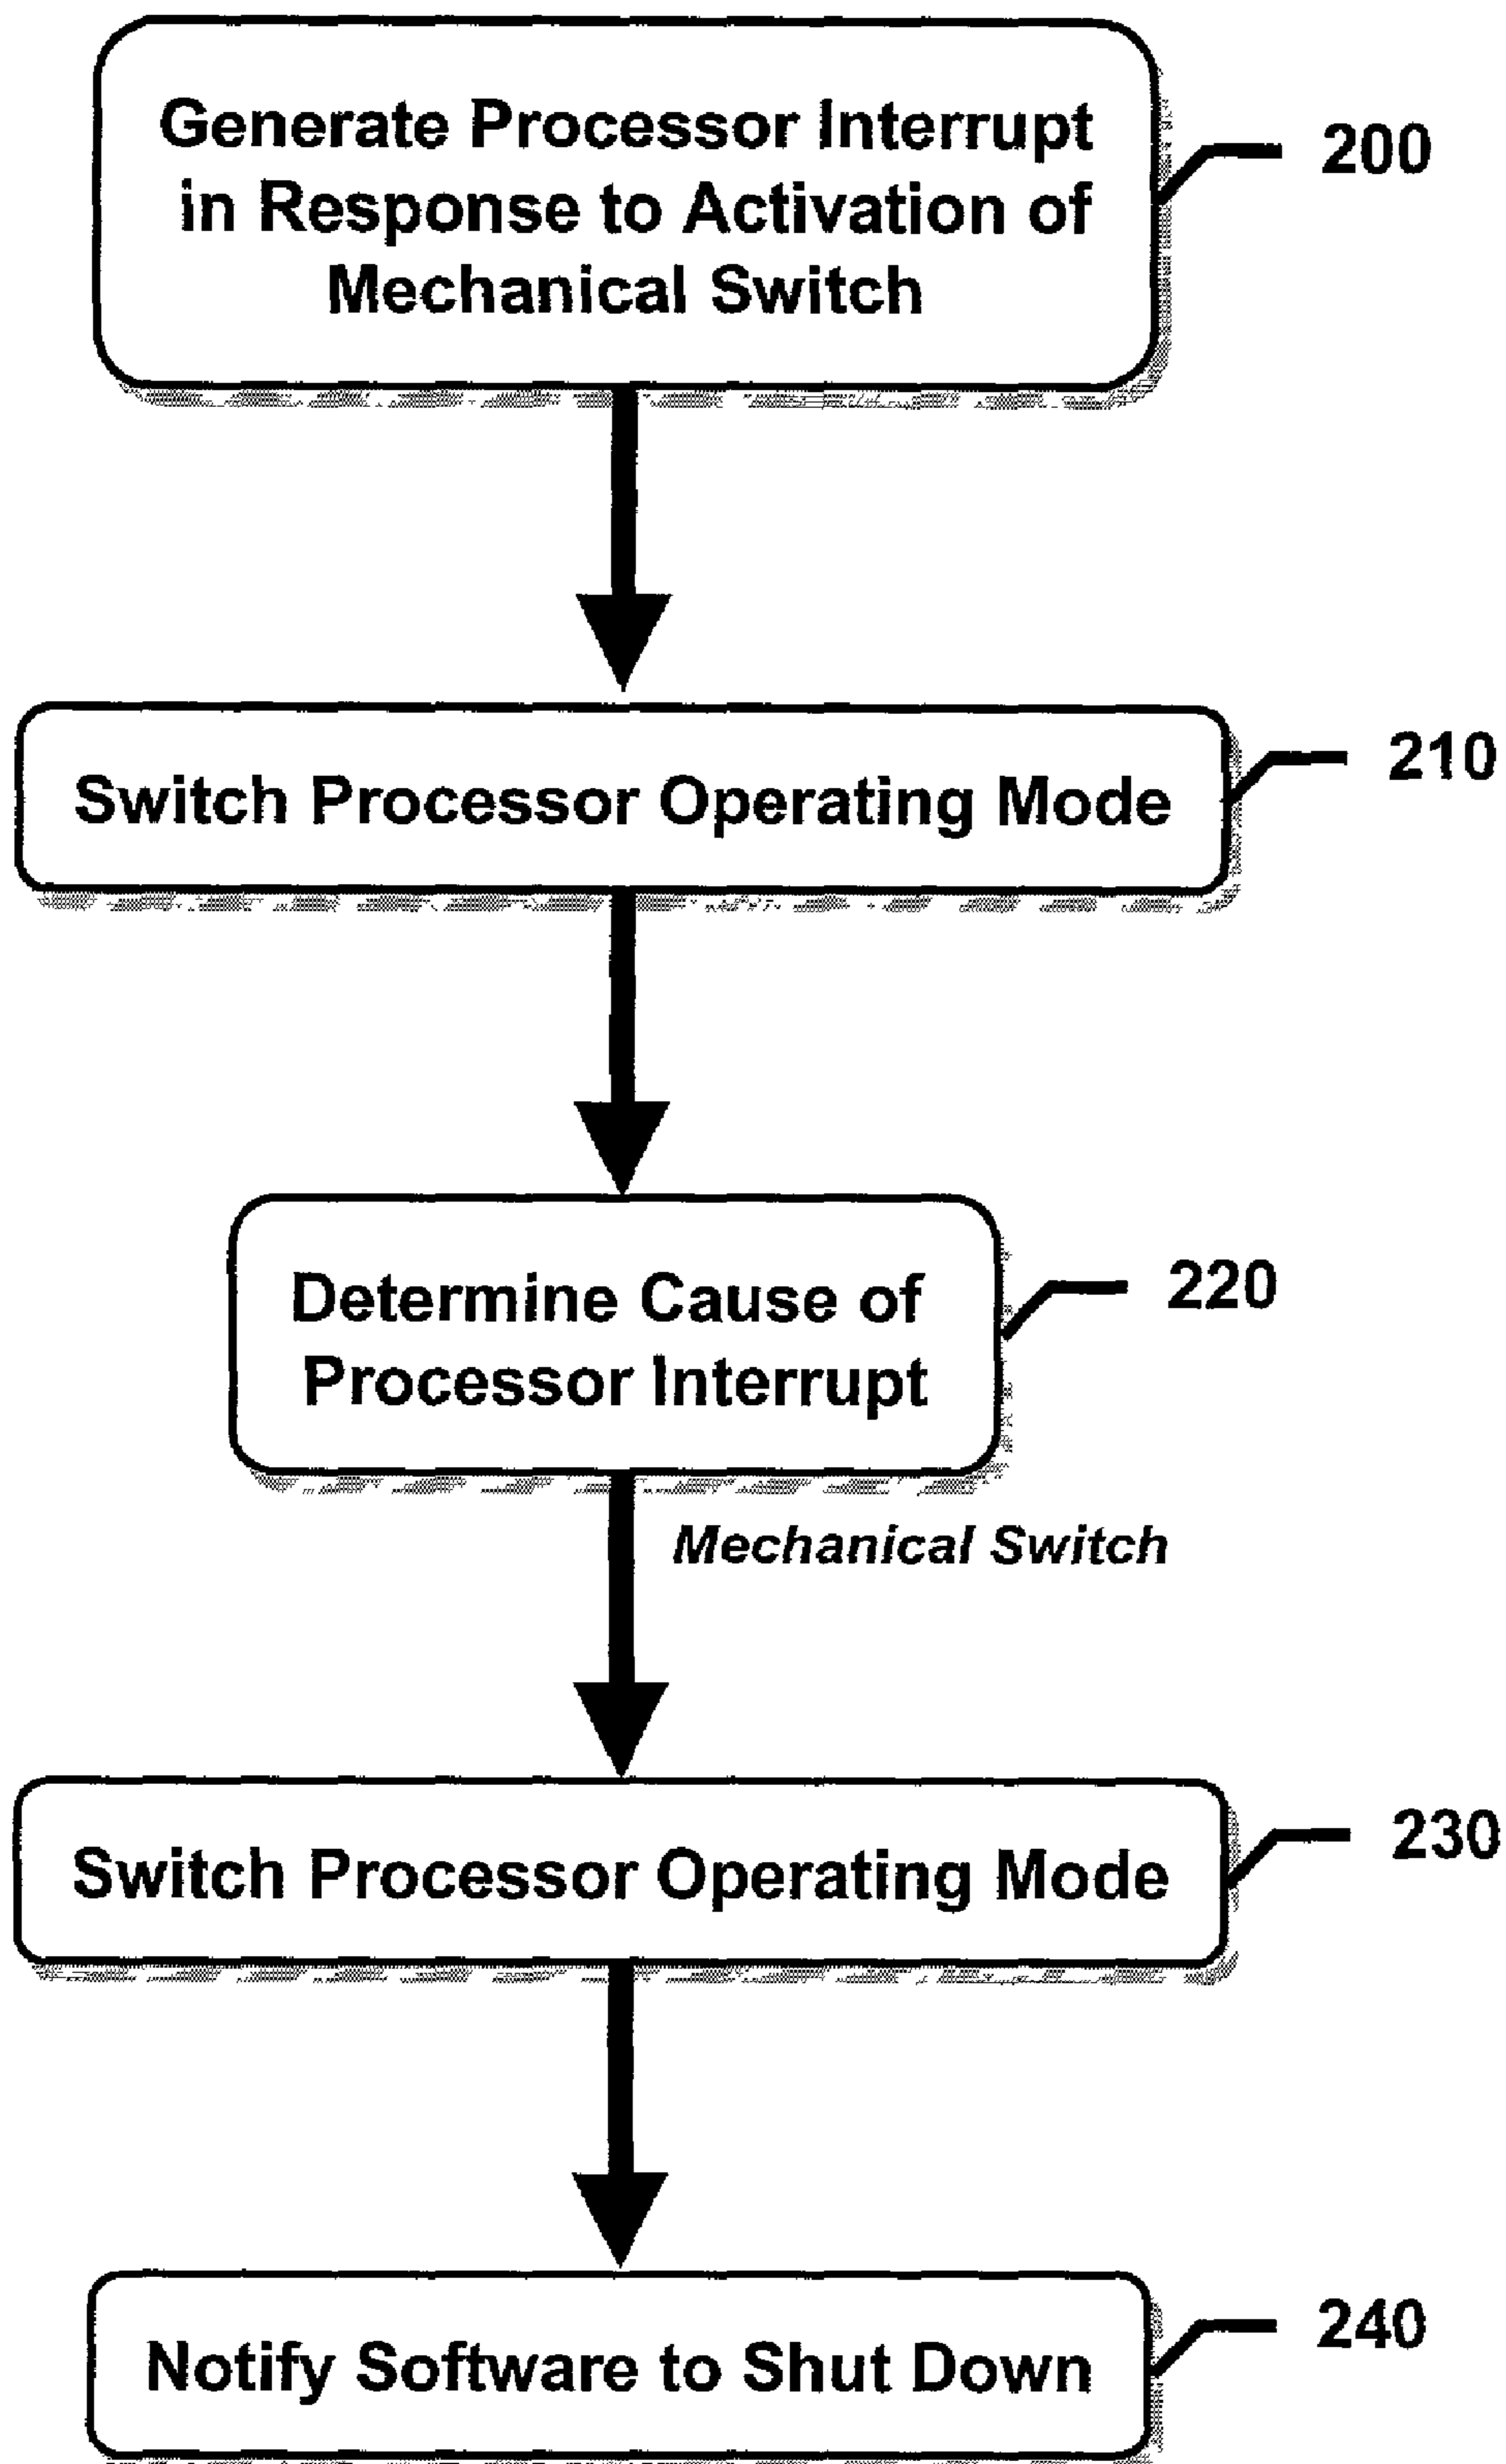 Generate Processor Interrupt
in Response to Activation of
Mechanical Switch
200
Switch Processor Operating Mode
210
Determine Cause of
Processor Interrupt
220
Mechanical Switch
Switch Processor Operating Mode
230
Notify Software to Shut Down
240